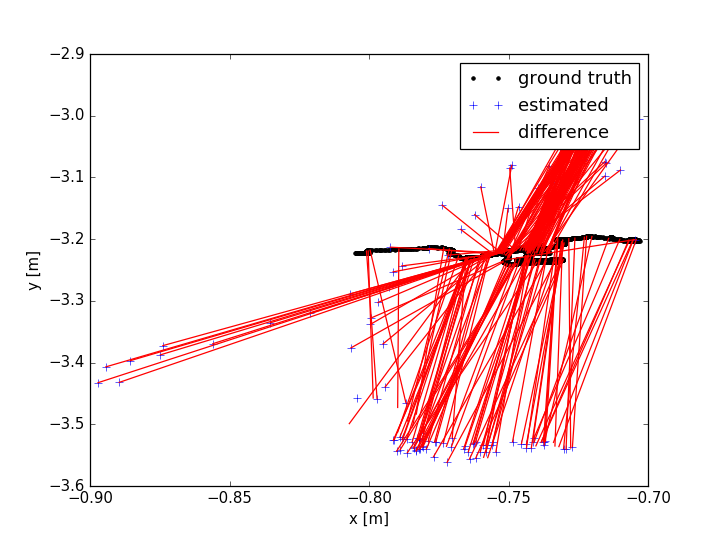 −2.9
−3.0
−3.1
−3.2
−3.3
−3.4
−3.5
−3.6
y [m]
ground truth
estimated
difference
−0.90
−0.85
−0.80
−0.75
−0.70
x [m]